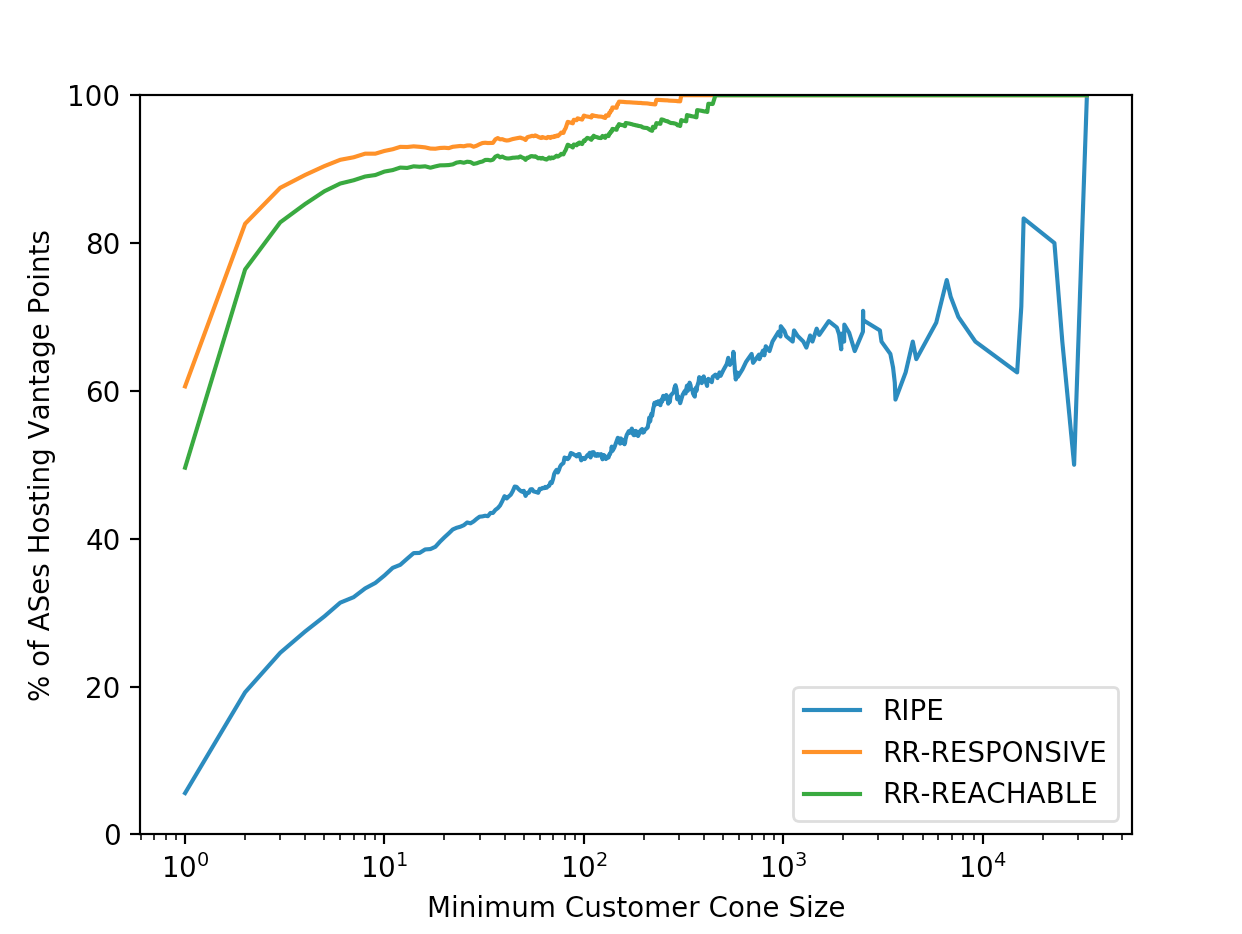 100
80
60
40
20
0
% of ASes Hosting Vantage Points
10⁰ 10¹ 10² 10³ 10⁴
Minimum Customer Cone Size
RIPE
RR-RESPONSIVE
RR-REACHABLE